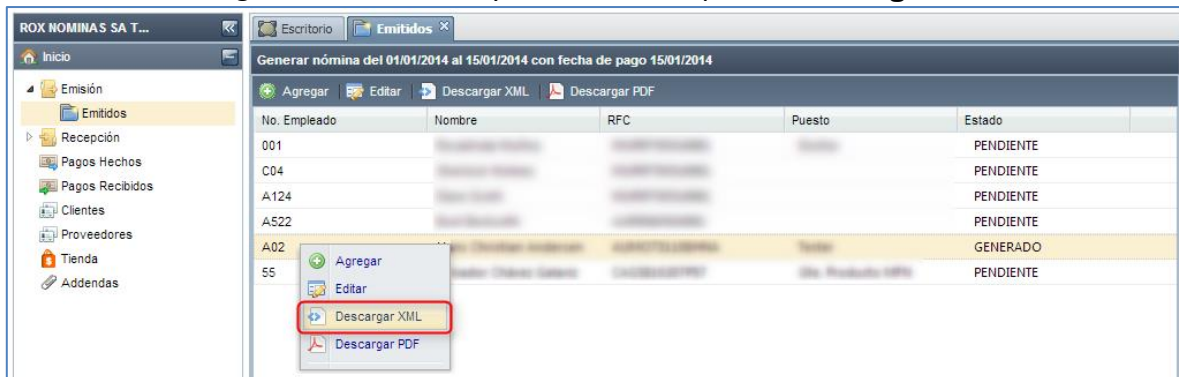 ROX NOMINAS SA T...
Escritorio
Emitidos
Inicio
Generar nómina del 01/01/2014 al 15/01/2014 con fecha de pago 15/01/2014
Emisión
Agregar Editar Descargar XML Descargar PDF
Emitidos
No. Empleado Nombre RFC Puesto Estado
Recepción
001 PENDIENTE
Pagos Hechos
C04 PENDIENTE
Pagos Recibidos
A124 PENDIENTE
Clientes
A522 PENDIENTE
Proveedores
A02 GENERADO
Tienda
55 PENDIENTE
Addendas
Agregar
Editar
Descargar XML
Descargar PDF